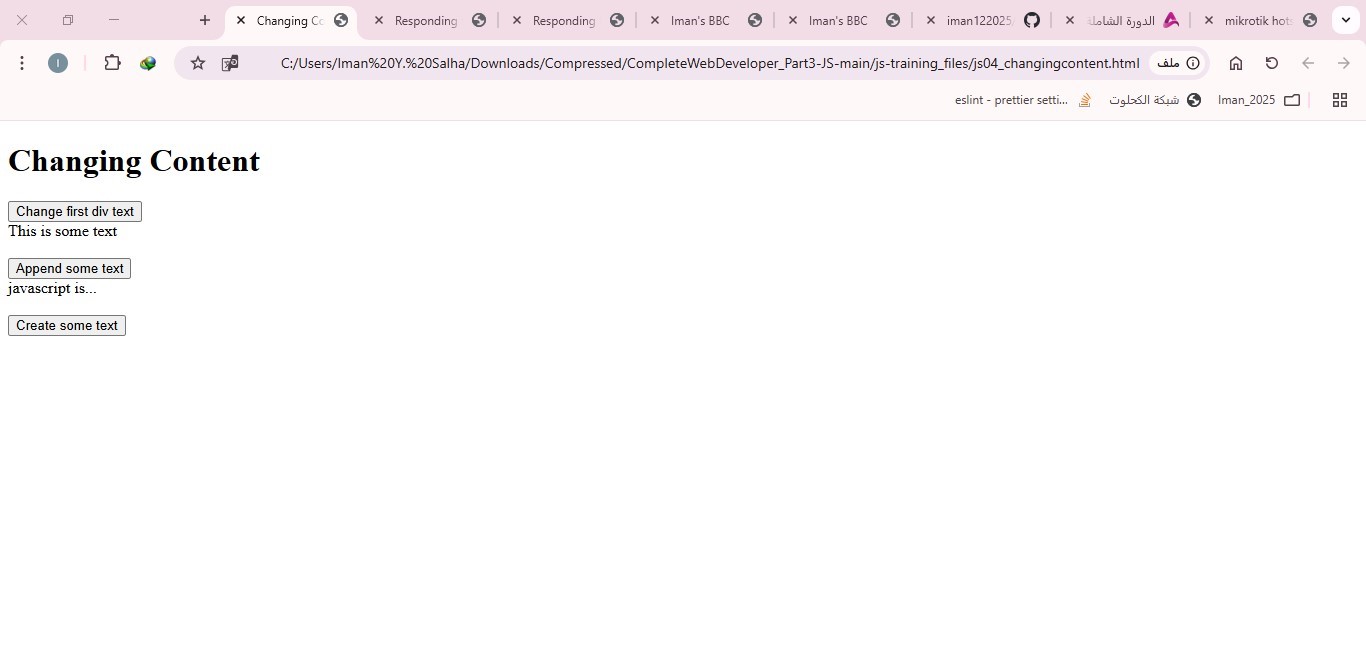 Changing Co
Responding
Responding
Iman's BBC
Iman's BBC
iman122025
الدورة الشاملة
mikrotik hots
I
C:/Users/Iman%20Y.%20Salha/Downloads/Compressed/CompleteWebDeveloper_Part3-JS-main/js-training_files/js04_changingcontent.html
ملف
eslint - prettier setti...
شبكة الكحلوت
Iman_2025
Changing Content
Change first div text
This is some text
Append some text
javascript is...
Create some text